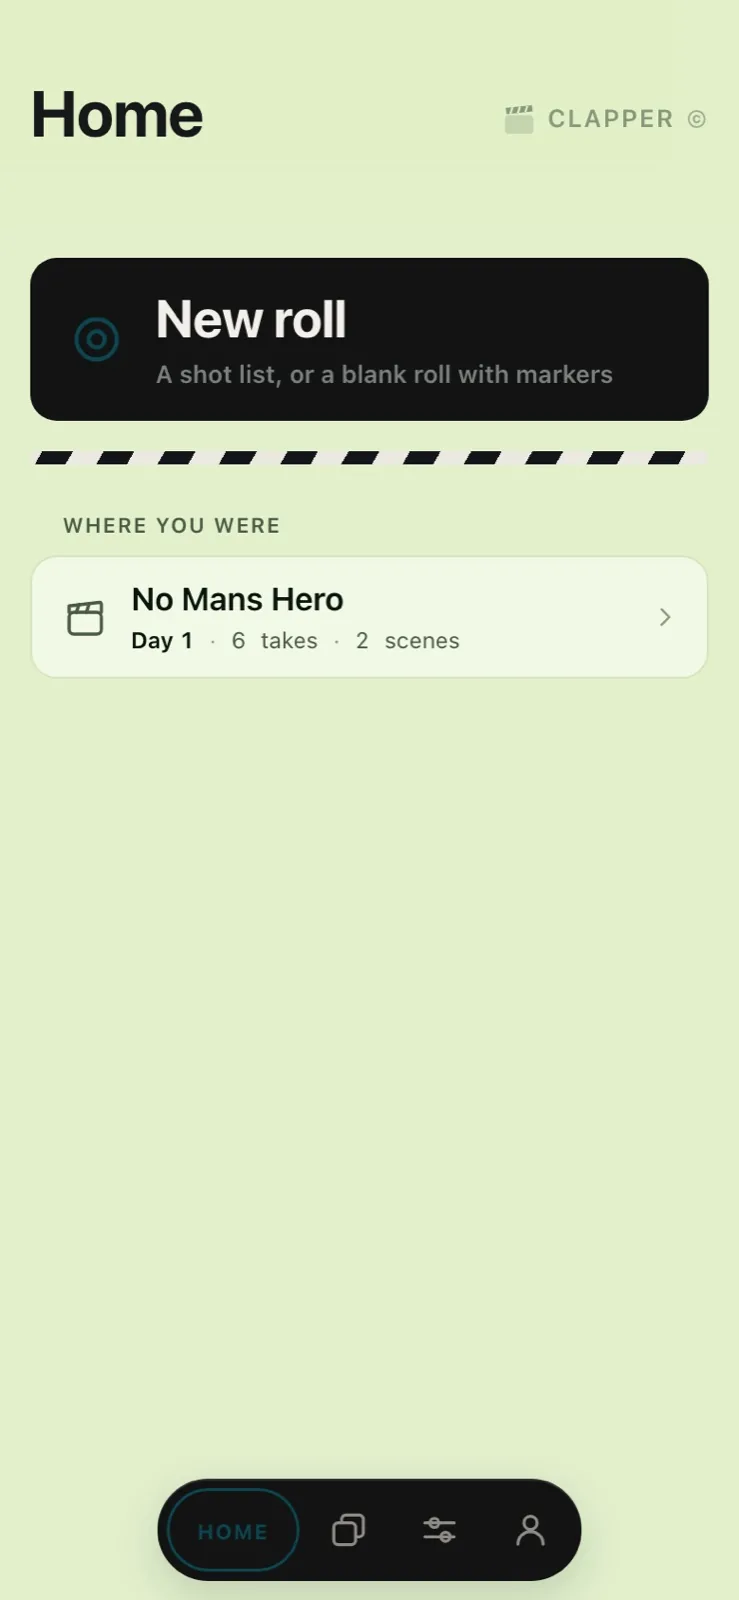 Home
CLAPPER ©
New roll
A shot list, or a blank roll with markers
WHERE YOU WERE
No Mans Hero
Day 1 · 6 takes · 2 scenes
HOME